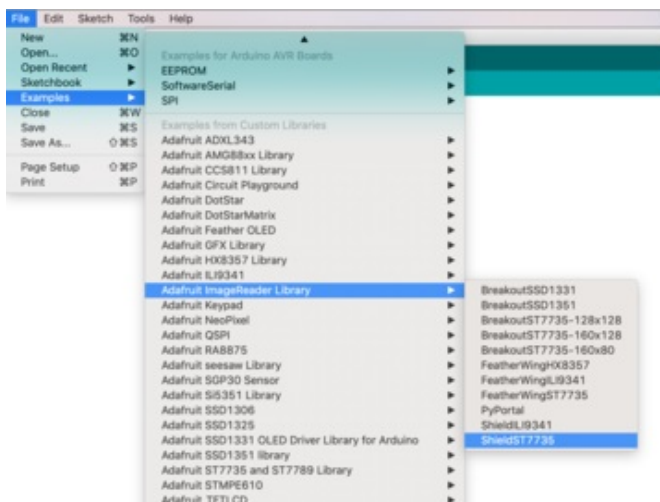 File Edit Sketch Tools Help
New ⌘N
Open... ⌘O
Open Recent
Sketchbook
Examples
Close ⌘W
Save ⌘S
Save As... ⇧⌘S
Page Setup ⇧⌘P
Print ⌘P
Examples for Arduino AVR Boards
EEPROM
SoftwareSerial
SPI
Examples from Custom Libraries
Adafruit ADXL343
Adafruit AMG88xx Library
Adafruit CCS811 Library
Adafruit Circuit Playground
Adafruit DotStar
Adafruit DotStarMatrix
Adafruit Feather OLED
Adafruit GFX Library
Adafruit HX8357 Library
Adafruit ILI9341
Adafruit ImageReader Library
Adafruit Keypad
Adafruit NeoPixel
Adafruit QSPI
Adafruit RA8875
Adafruit seesaw Library
Adafruit SGP30 Sensor
Adafruit Si5351 Library
Adafruit SSD1306
Adafruit SSD1325
Adafruit SSD1331 OLED Driver Library for Arduino
Adafruit SSD1351 library
Adafruit ST7735 and ST7789 Library
Adafruit STMPE610
Adafruit TFTLCD
BreakoutSSD1331
BreakoutSSD1351
BreakoutST7735-128x128
BreakoutST7735-160x128
BreakoutST7735-160x80
FeatherWingHX8357
FeatherWingILI9341
FeatherWingST7735
PyPortal
ShieldILI9341
ShieldST7735